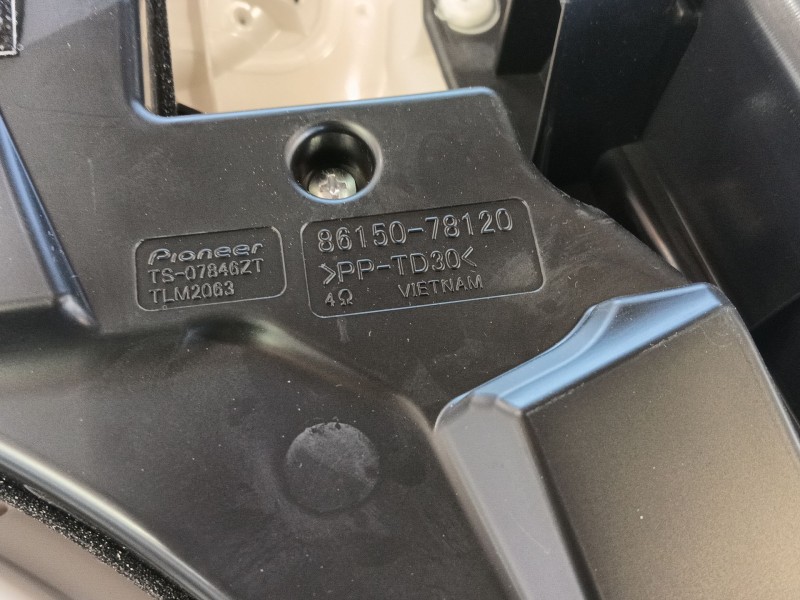 Pioneer
TS-07846ZT
TLM2063
86150-78120
>PP-TD30<
4Ω VIETNAM